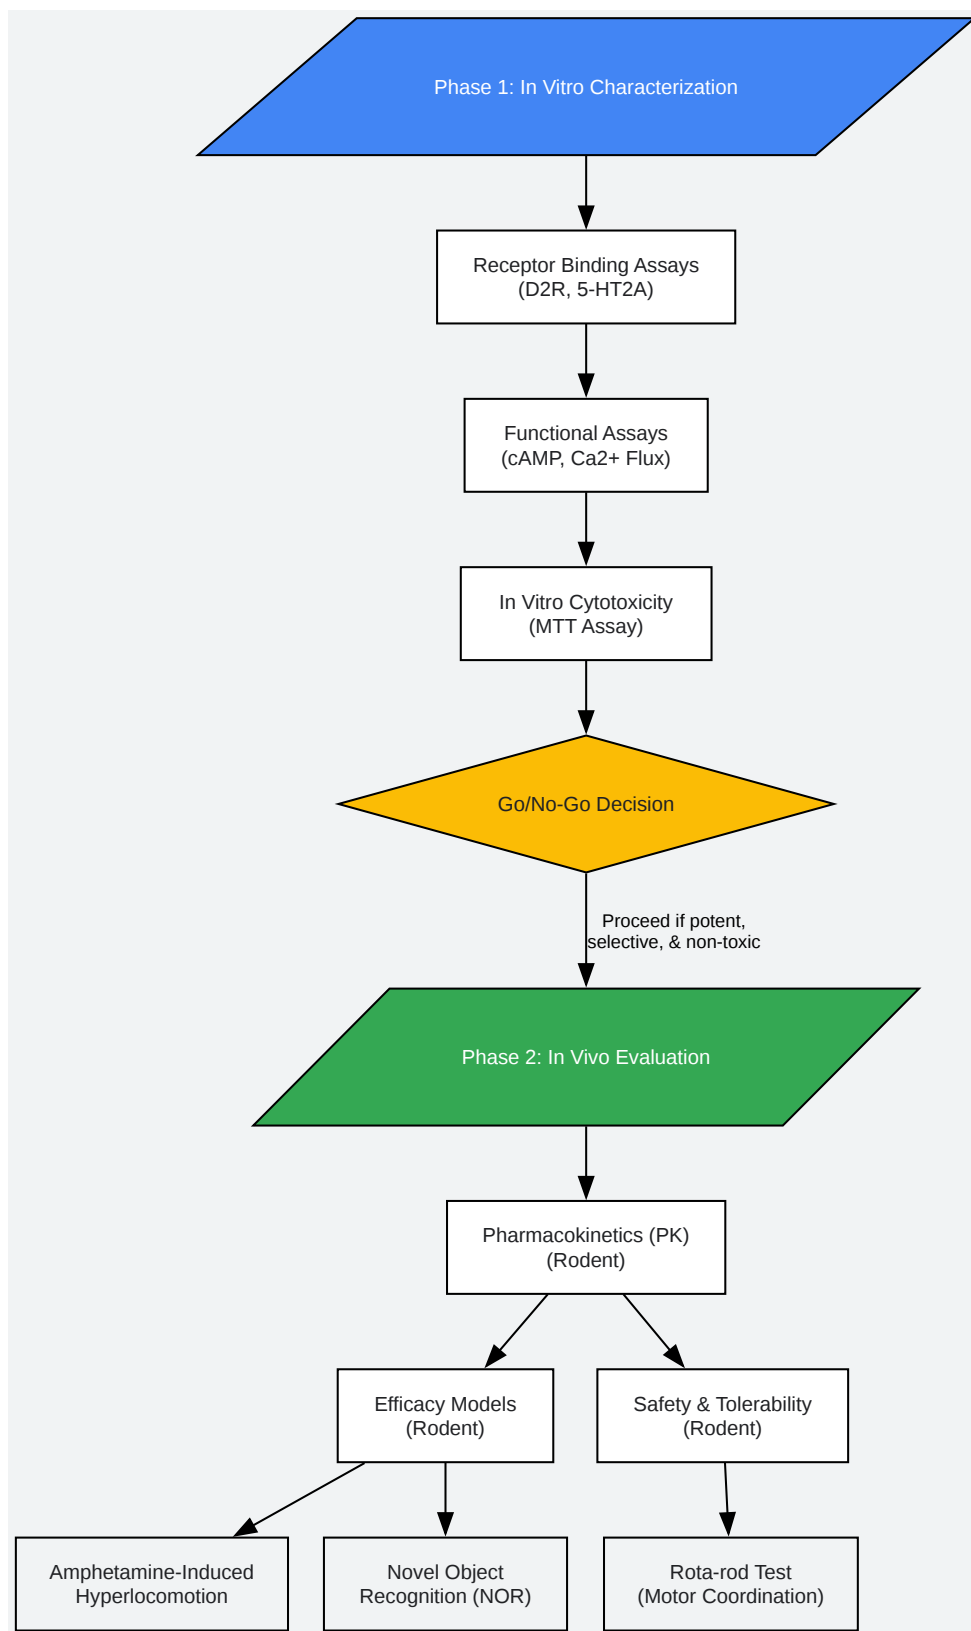 Phase 1: In Vitro Characterization
Receptor Binding Assays
(D2R, 5-HT2A)
Functional Assays
(cAMP, Ca2+ Flux)
In Vitro Cytotoxicity
(MTT Assay)
Go/No-Go Decision
Proceed if potent,
selective, & non-toxic
Phase 2: In Vivo Evaluation
Pharmacokinetics (PK)
(Rodent)
Efficacy Models
(Rodent)
Safety & Tolerability
(Rodent)
Amphetamine-Induced
Hyperlocomotion
Novel Object
Recognition (NOR)
Rota-rod Test
(Motor Coordination)